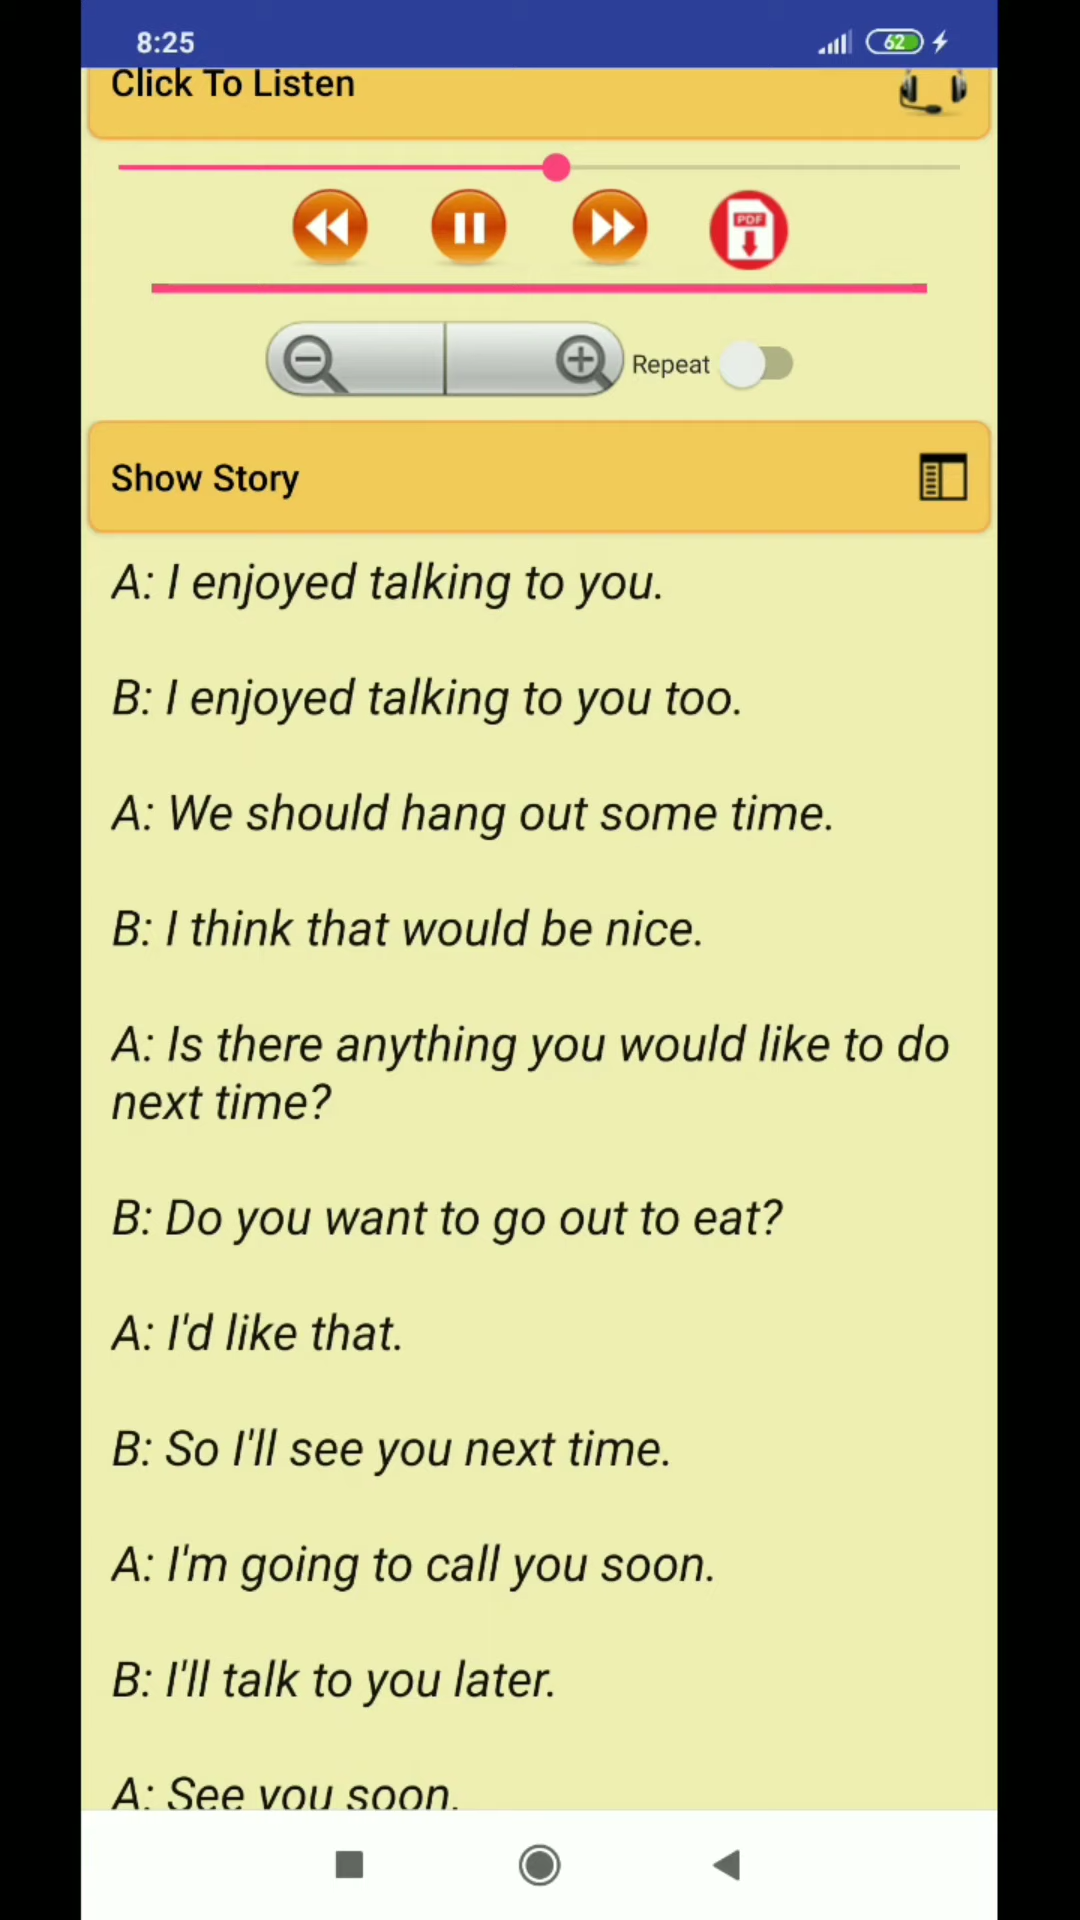 8:25
62
Click To Listen
PDF
Repeat
Show Story
A: I enjoyed talking to you.
B: I enjoyed talking to you too.
A: We should hang out some time.
B: I think that would be nice.
A: Is there anything you would like to do
next time?
B: Do you want to go out to eat?
A: I'd like that.
B: So I'll see you next time.
A: I'm going to call you soon.
B: I'll talk to you later.
A: See you soon.